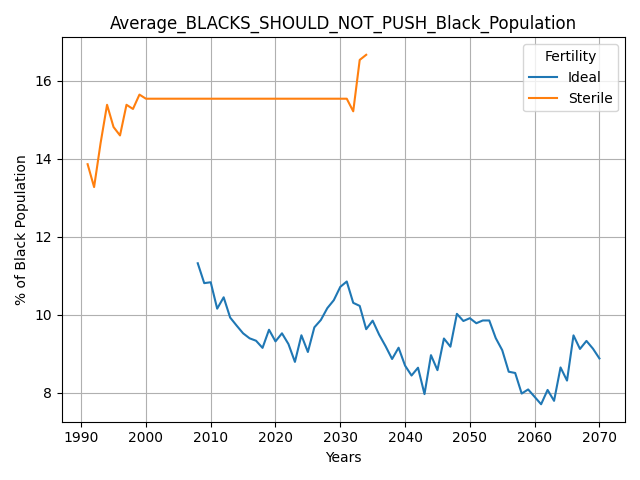 Average_BLACKS_SHOULD_NOT_PUSH_Black_Population
Fertility
Ideal
Sterile
% of Black Population
16
14
12
10
8
1990 2000 2010 2020 2030 2040 2050 2060 2070
Years